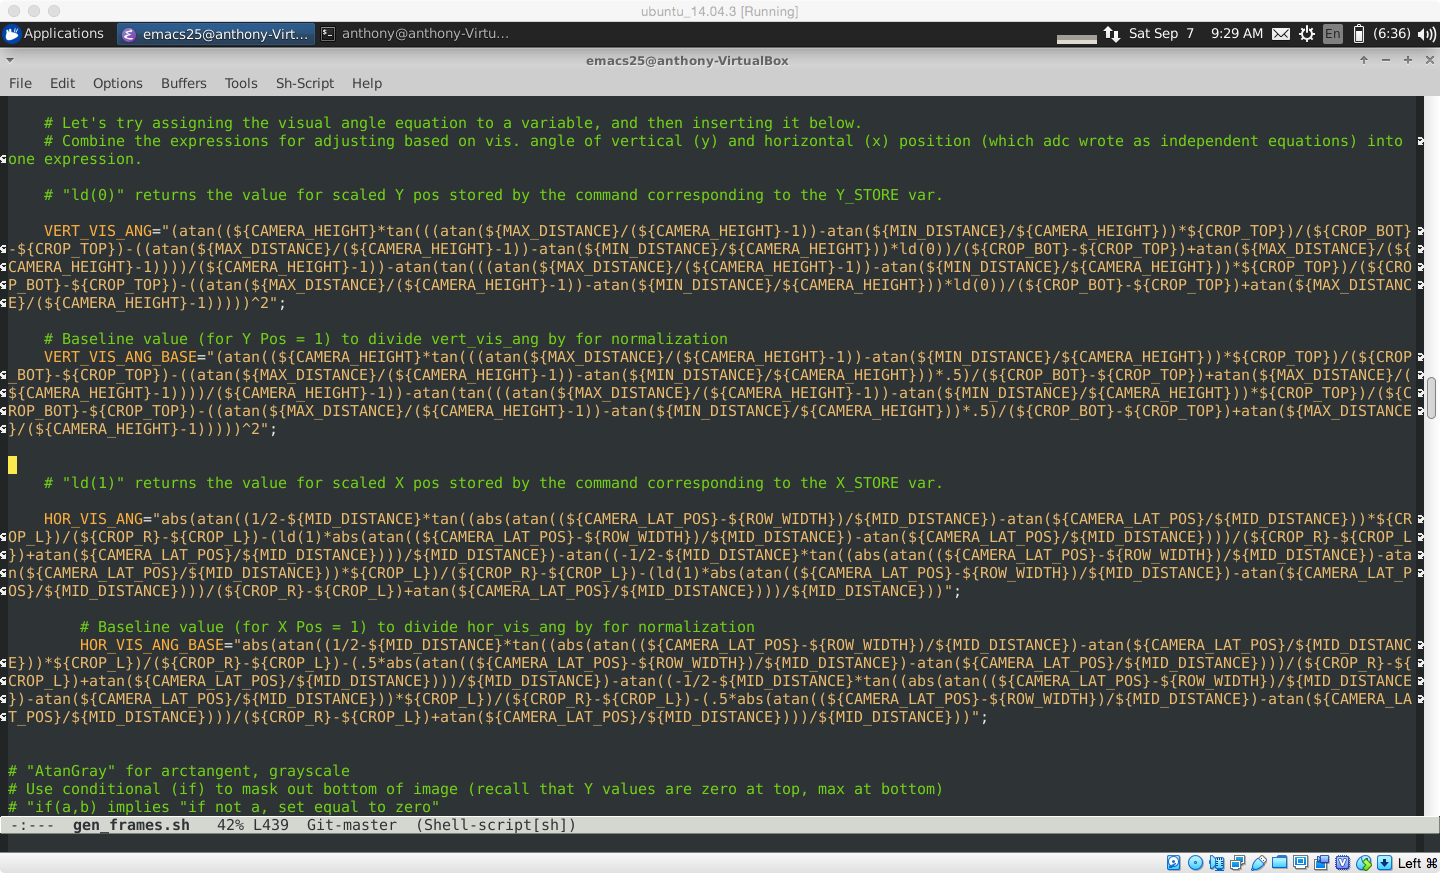 ubuntu_14.04.3 [Running]
Applications emacs25@anthony-Virt... anthony@anthony-Virtu... Sat Sep 7 9:29 AM En (6:36)
emacs25@anthony-VirtualBox
File Edit Options Buffers Tools Sh-Script Help
# Let's try assigning the visual angle equation to a variable, and then inserting it below.
# Combine the expressions for adjusting based on vis. angle of vertical (y) and horizontal (x) position (which adc wrote as independent equations) into
one expression.
# "ld(0)" returns the value for scaled Y pos stored by the command corresponding to the Y_STORE var.
VERT_VIS_ANG="(atan((${CAMERA_HEIGHT}*tan(((atan(${MAX_DISTANCE}/(${CAMERA_HEIGHT}-1))-atan(${MIN_DISTANCE}/${CAMERA_HEIGHT}))*${CROP_TOP})/(${CROP_BOT}
-${CROP_TOP})-((atan(${MAX_DISTANCE}/(${CAMERA_HEIGHT}-1))-atan(${MIN_DISTANCE}/${CAMERA_HEIGHT}))*ld(0))/(${CROP_BOT}-${CROP_TOP})+atan(${MAX_DISTANCE}/(${
CAMERA_HEIGHT}-1))))/(${CAMERA_HEIGHT}-1))-atan(tan(((atan(${MAX_DISTANCE}/(${CAMERA_HEIGHT}-1))-atan(${MIN_DISTANCE}/${CAMERA_HEIGHT}))*${CROP_TOP})/(${CRO
P_BOT}-${CROP_TOP})-((atan(${MAX_DISTANCE}/(${CAMERA_HEIGHT}-1))-atan(${MIN_DISTANCE}/${CAMERA_HEIGHT}))*ld(0))/(${CROP_BOT}-${CROP_TOP})+atan(${MAX_DISTANC
E}/(${CAMERA_HEIGHT}-1)))))^2";
# Baseline value (for Y Pos = 1) to divide vert_vis_ang by for normalization
VERT_VIS_ANG_BASE="(atan((${CAMERA_HEIGHT}*tan(((atan(${MAX_DISTANCE}/(${CAMERA_HEIGHT}-1))-atan(${MIN_DISTANCE}/${CAMERA_HEIGHT}))*${CROP_TOP})/(${CROP
_BOT}-${CROP_TOP})-((atan(${MAX_DISTANCE}/(${CAMERA_HEIGHT}-1))-atan(${MIN_DISTANCE}/${CAMERA_HEIGHT}))*.5)/(${CROP_BOT}-${CROP_TOP})+atan(${MAX_DISTANCE}/(
${CAMERA_HEIGHT}-1))))/(${CAMERA_HEIGHT}-1))-atan(tan(((atan(${MAX_DISTANCE}/(${CAMERA_HEIGHT}-1))-atan(${MIN_DISTANCE}/${CAMERA_HEIGHT}))*${CROP_TOP})/(${C
ROP_BOT}-${CROP_TOP})-((atan(${MAX_DISTANCE}/(${CAMERA_HEIGHT}-1))-atan(${MIN_DISTANCE}/${CAMERA_HEIGHT}))*.5)/(${CROP_BOT}-${CROP_TOP})+atan(${MAX_DISTANCE
}/(${CAMERA_HEIGHT}-1)))))^2";
# "ld(1)" returns the value for scaled X pos stored by the command corresponding to the X_STORE var.
HOR_VIS_ANG="abs(atan((1/2-${MID_DISTANCE}*tan((abs(atan((${CAMERA_LAT_POS}-${ROW_WIDTH})/${MID_DISTANCE})-atan(${CAMERA_LAT_POS}/${MID_DISTANCE}))*${CR
OP_L})/(${CROP_R}-${CROP_L})-(ld(1)*abs(atan((${CAMERA_LAT_POS}-${ROW_WIDTH})/${MID_DISTANCE})-atan(${CAMERA_LAT_POS}/${MID_DISTANCE})))/(${CROP_R}-${CROP_L
})+atan(${CAMERA_LAT_POS}/${MID_DISTANCE})))/${MID_DISTANCE})-atan((-1/2-${MID_DISTANCE}*tan((abs(atan((${CAMERA_LAT_POS}-${ROW_WIDTH})/${MID_DISTANCE})-ata
n(${CAMERA_LAT_POS}/${MID_DISTANCE}))*${CROP_L})/(${CROP_R}-${CROP_L})-(ld(1)*abs(atan((${CAMERA_LAT_POS}-${ROW_WIDTH})/${MID_DISTANCE})-atan(${CAMERA_LAT_P
OS}/${MID_DISTANCE})))/(${CROP_R}-${CROP_L})+atan(${CAMERA_LAT_POS}/${MID_DISTANCE})))/${MID_DISTANCE}))";
# Baseline value (for X Pos = 1) to divide hor_vis_ang by for normalization
HOR_VIS_ANG_BASE="abs(atan((1/2-${MID_DISTANCE}*tan((abs(atan((${CAMERA_LAT_POS}-${ROW_WIDTH})/${MID_DISTANCE})-atan(${CAMERA_LAT_POS}/${MID_DISTANC
E}))*${CROP_L})/(${CROP_R}-${CROP_L})-(.5*abs(atan((${CAMERA_LAT_POS}-${ROW_WIDTH})/${MID_DISTANCE})-atan(${CAMERA_LAT_POS}/${MID_DISTANCE})))/(${CROP_R}-${
CROP_L})+atan(${CAMERA_LAT_POS}/${MID_DISTANCE})))/${MID_DISTANCE})-atan((-1/2-${MID_DISTANCE}*tan((abs(atan((${CAMERA_LAT_POS}-${ROW_WIDTH})/${MID_DISTANCE
})-atan(${CAMERA_LAT_POS}/${MID_DISTANCE}))*${CROP_L})/(${CROP_R}-${CROP_L})-(.5*abs(atan((${CAMERA_LAT_POS}-${ROW_WIDTH})/${MID_DISTANCE})-atan(${CAMERA_LA
T_POS}/${MID_DISTANCE})))/(${CROP_R}-${CROP_L})+atan(${CAMERA_LAT_POS}/${MID_DISTANCE})))/${MID_DISTANCE}))";
# "AtanGray" for arctangent, grayscale
# Use conditional (if) to mask out bottom of image (recall that Y values are zero at top, max at bottom)
# "if(a,b) implies "if not a, set equal to zero"
-:--- gen_frames.sh 42% L439 Git-master (Shell-script[sh])
Left ⌘